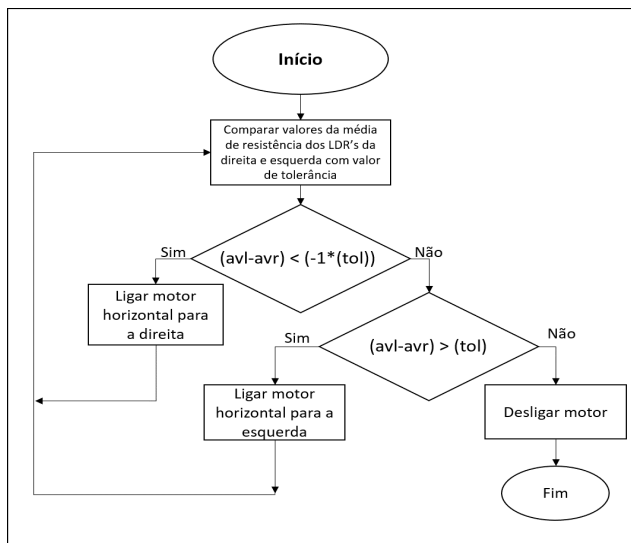 Início
Comparar valores da média
de resistência dos LDR's da
direita e esquerda com valor
de tolerância
(avl-avr) < (-1*(tol))
Sim
Não
Ligar motor
horizontal para
a direita
(avl-avr) > (tol)
Sim
Não
Ligar motor
horizontal para a
esquerda
Desligar motor
Fim